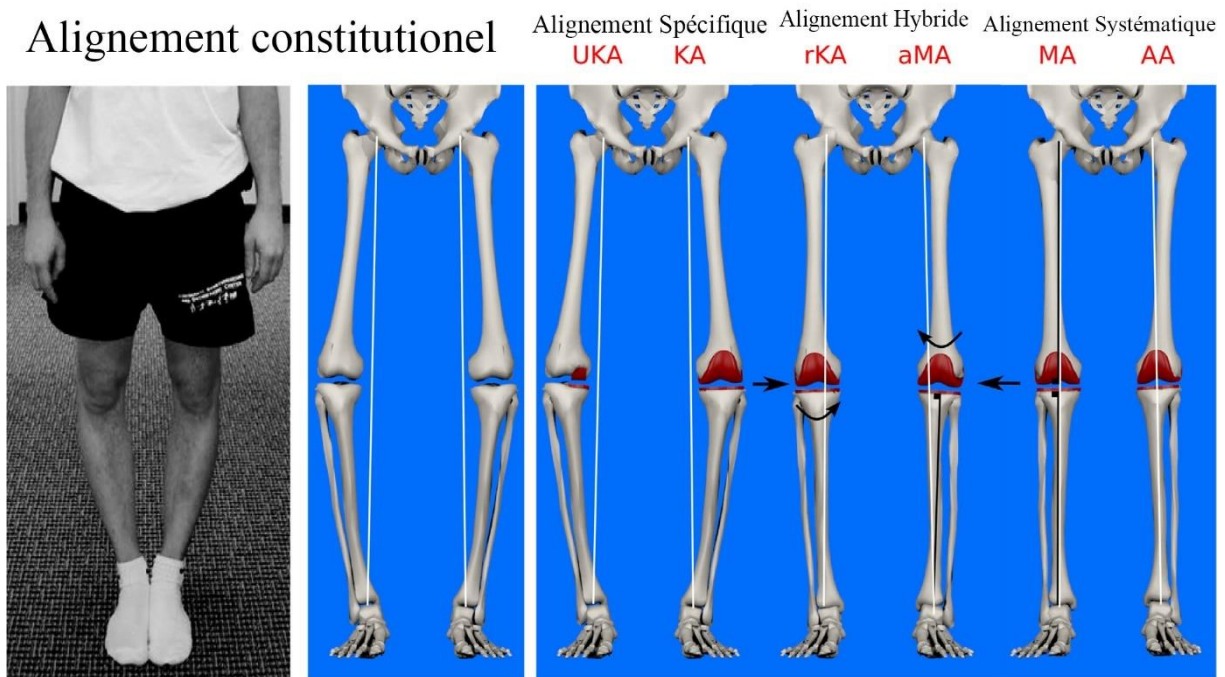 Alignement constitutionel
Alignement Spécifique
UKA KA
Alignement Hybride
rKA aMA
Alignement Systématique
MA AA